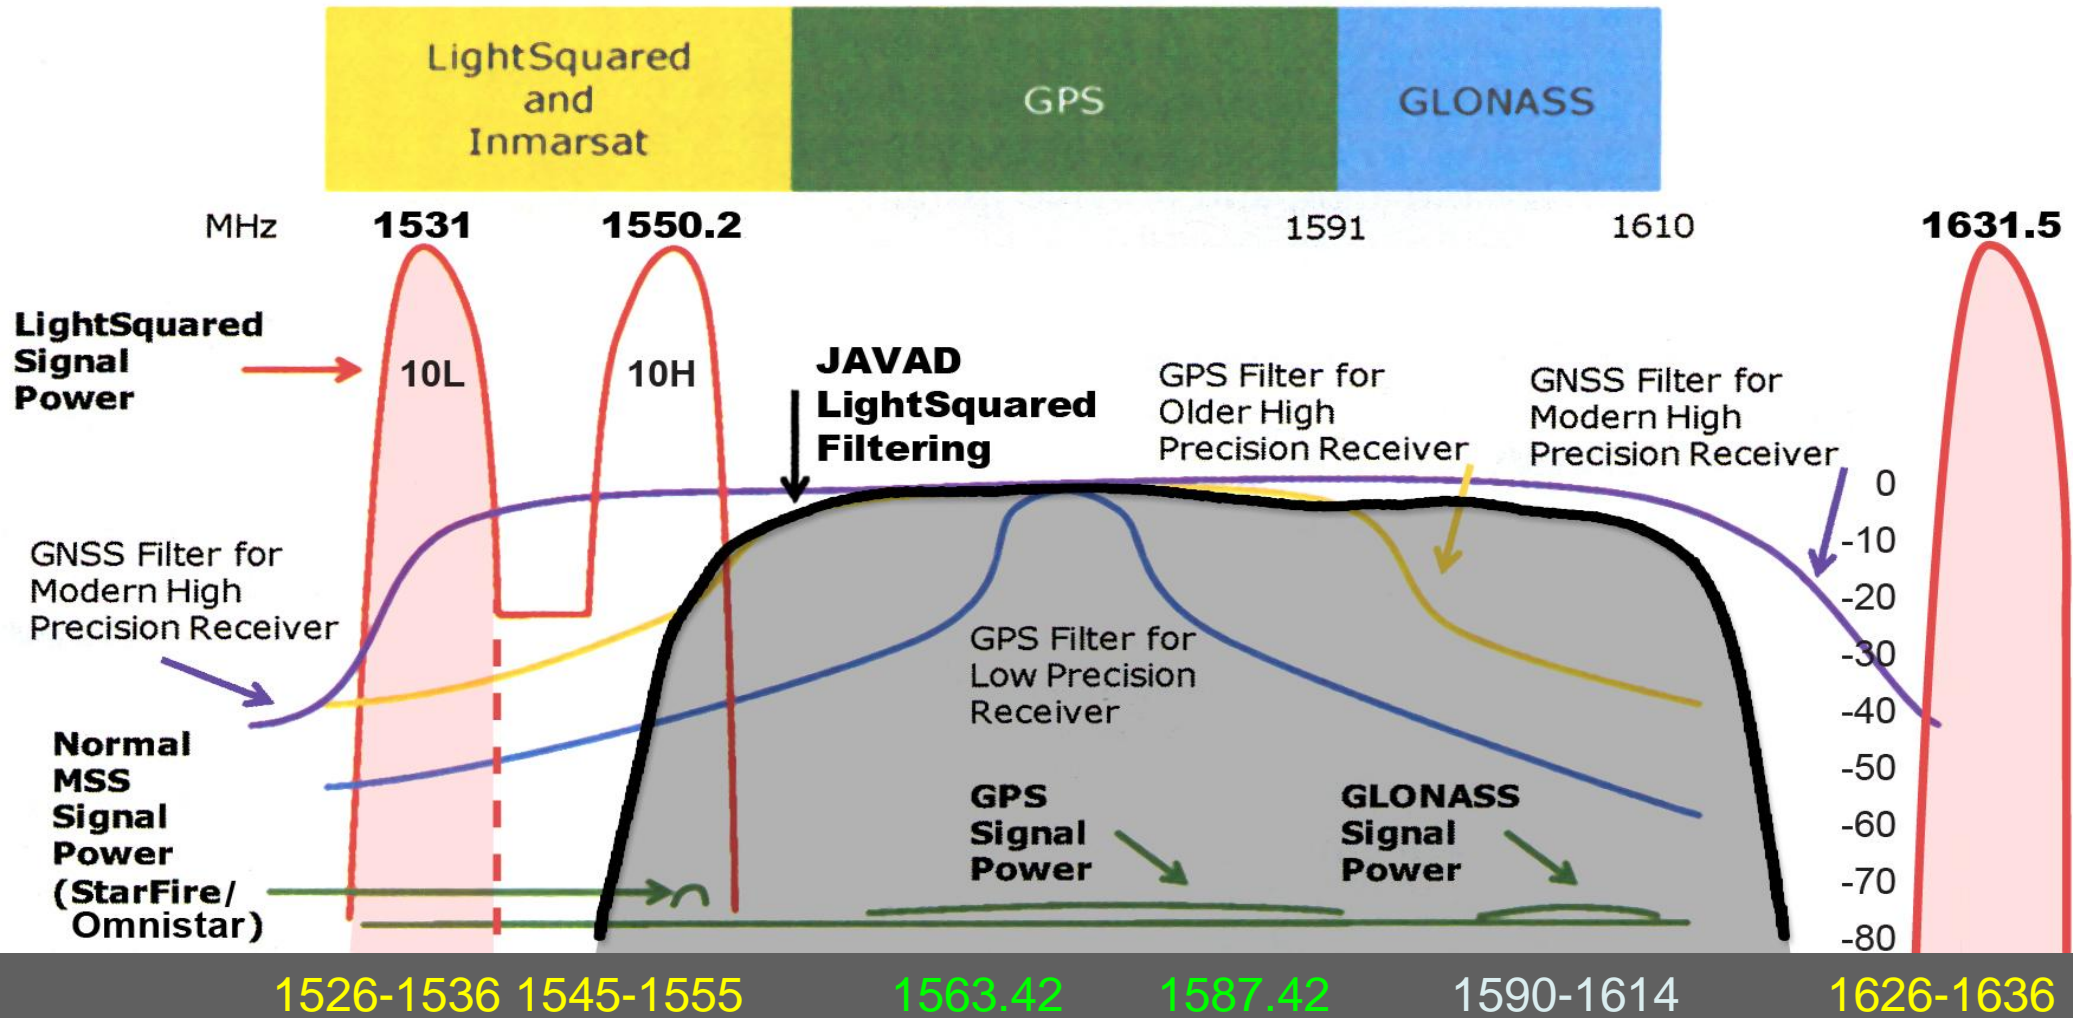 LightSquared
and
Inmarsat
GPS
GLONASS
MHz
1531
1550.2
1591
1610
1631.5
LightSquared
Signal
Power
10L
10H
JAVAD
LightSquared
Filtering
GPS Filter for
Older High
Precision Receiver
GNSS Filter for
Modern High
Precision Receiver
0
-10
-20
-30
-40
-50
-60
-70
-80
GNSS Filter for
Modern High
Precision Receiver
GPS Filter for
Low Precision
Receiver
Normal
MSS
Signal
Power
(StarFire/
Omnistar)
GPS
Signal
Power
GLONASS
Signal
Power
1526-1536 1545-1555 1563.42 1587.42 1590-1614 1626-1636